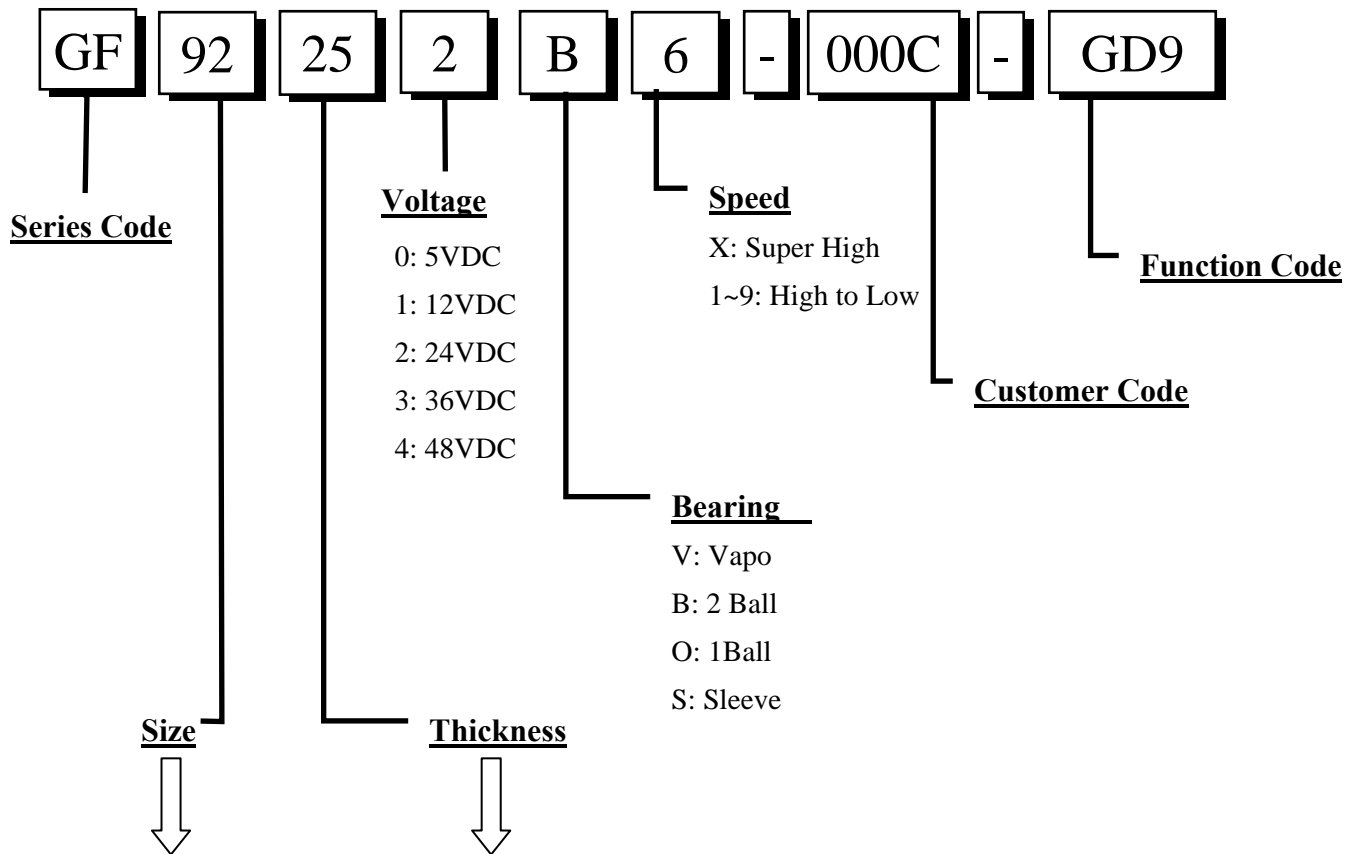 GF 92 25 2 B 6 - 000C - GD9
Series Code
Voltage
0: 5VDC
1: 12VDC
2: 24VDC
3: 36VDC
4: 48VDC
Speed
X: Super High
1~9: High to Low
Function Code
Customer Code
Bearing
V: Vapo
B: 2 Ball
O: 1Ball
S: Sleeve
Size
Thickness